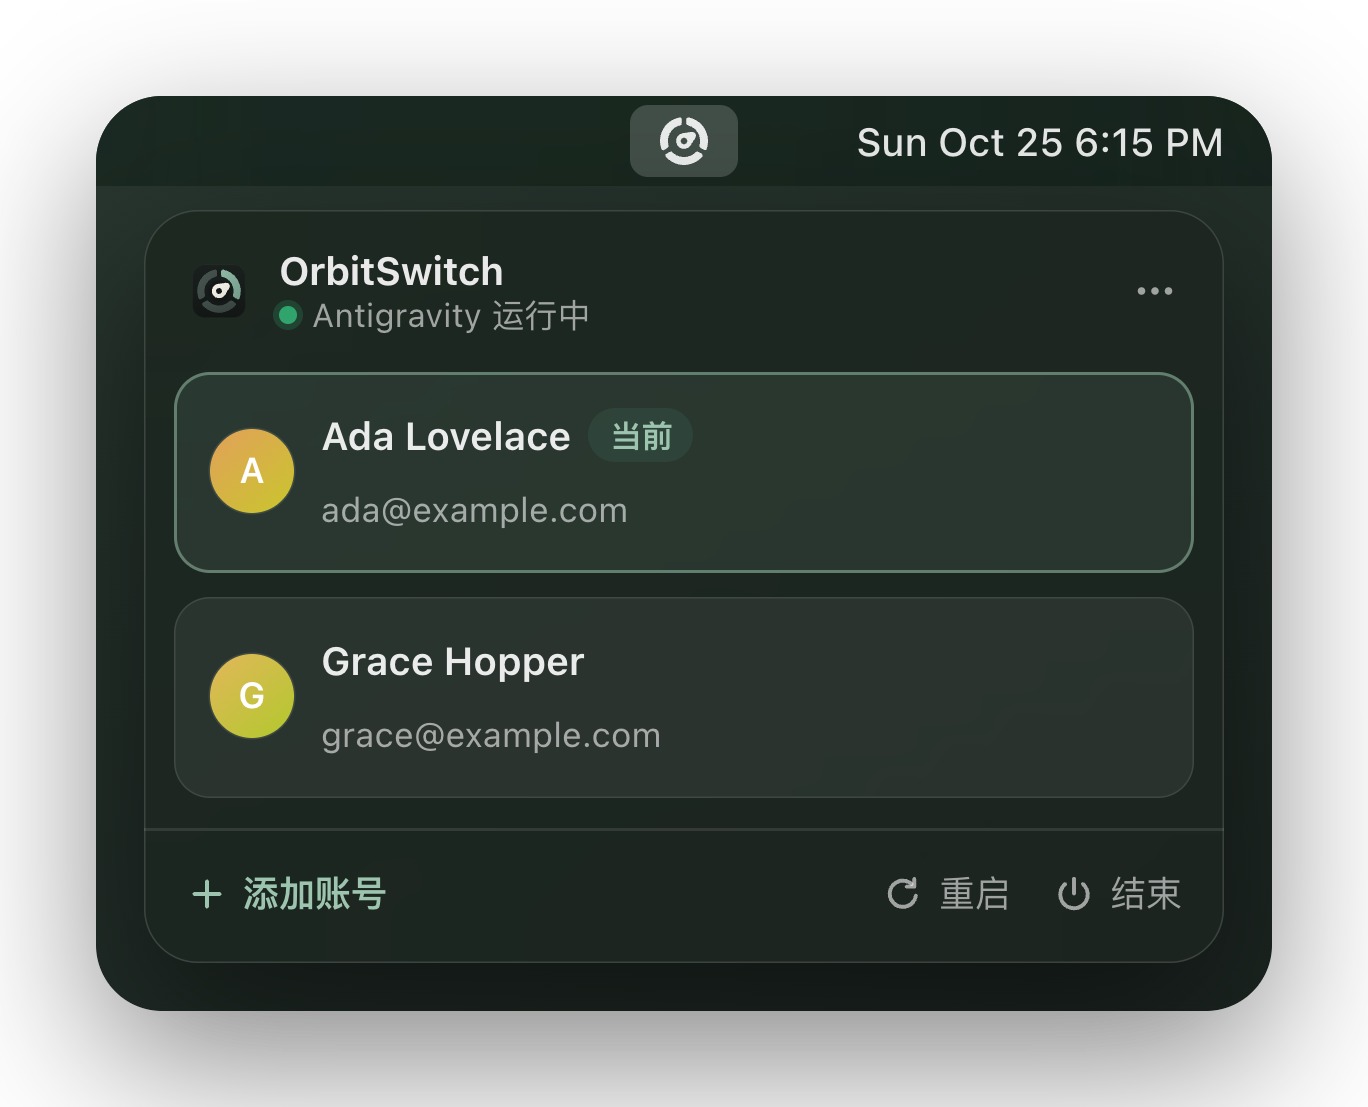 Sun Oct 25 6:15 PM
OrbitSwitch
Antigravity 运行中
A
Ada Lovelace 当前
ada@example.com
G
Grace Hopper
grace@example.com
添加账号 重启 结束